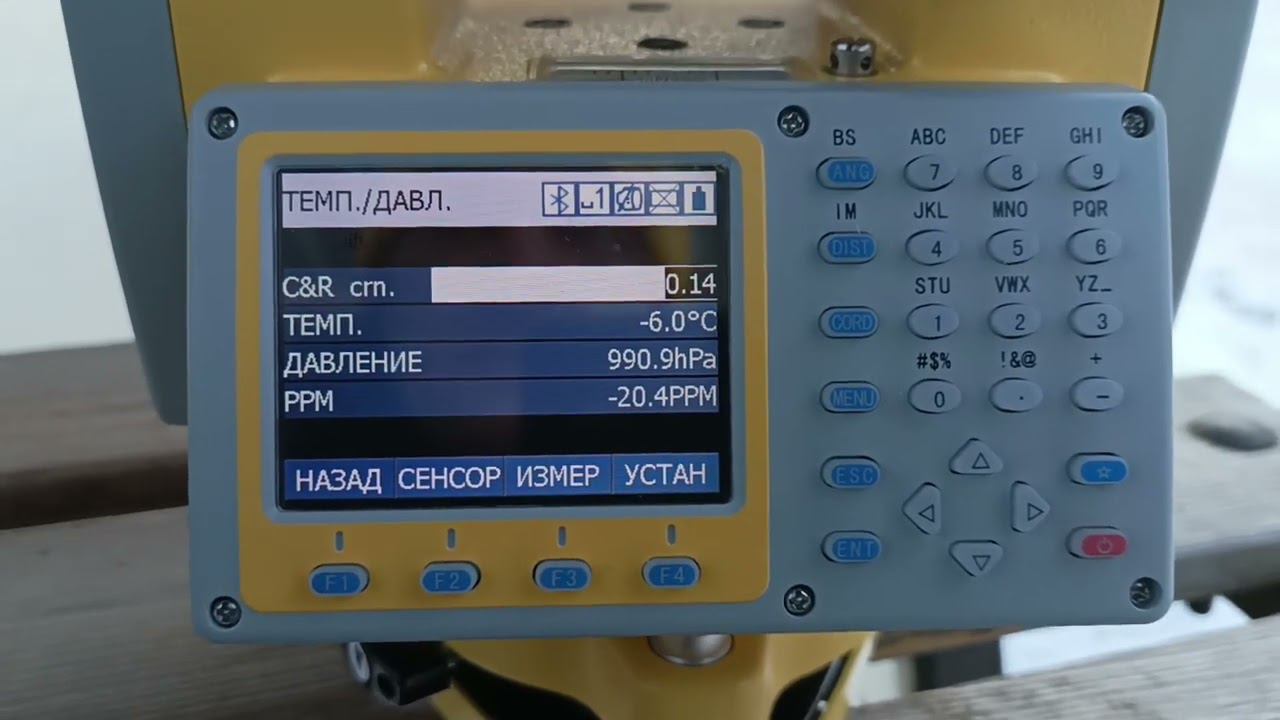 ТЕМП./ДАВЛ. 1
C&R crn. 0.14
ТЕМП. -6.0°C
ДАВЛЕНИЕ 990.9hPa
PPM -20.4PPM
НАЗАД СЕНСОР ИЗМЕР УСТАН
F1 F2 F3 F4
BS ABC DEF GHI
ANG 7 8 9
IM JKL MNO PQR
DIST 4 5 6
STU VWX YZ_
CORD 1 2 3
#$% !&@ +
MENU 0 . -
ESC
ENT